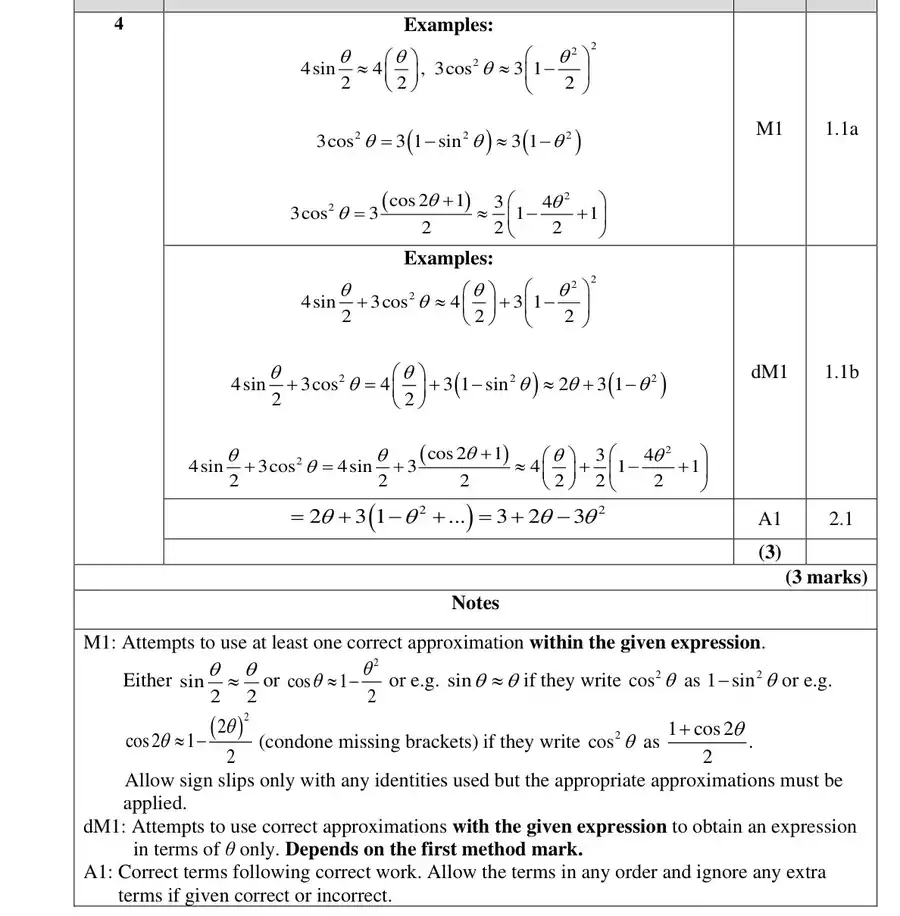 4
Examples:
4 sin θ/2 ≈ 4(θ/2), 3cos² θ ≈ 3(1 − θ²/2)²
3cos² θ = 3(1 − sin² θ) ≈ 3(1 − θ²)
3cos² θ = 3 (cos 2θ + 1)/2 ≈ 3/2 (1 − 4θ²/2 + 1)
M1
1.1a
Examples:
4 sin θ/2 + 3cos² θ ≈ 4(θ/2) + 3(1 − θ²/2)²
4 sin θ/2 + 3cos² θ = 4(θ/2) + 3(1 − sin² θ) ≈ 2θ + 3(1 − θ²)
4 sin θ/2 + 3cos² θ = 4 sin θ/2 + 3 (cos 2θ + 1)/2 ≈ 4(θ/2) + 3/2 (1 − 4θ²/2 + 1)
dM1
1.1b
= 2θ + 3(1 − θ² + ...) = 3 + 2θ − 3θ²
A1
2.1
(3)
(3 marks)
Notes
M1: Attempts to use at least one correct approximation within the given expression.
Either sin θ/2 ≈ θ/2 or cos θ ≈ 1 − θ²/2 or e.g. sin θ ≈ θ if they write cos² θ as 1 − sin² θ or e.g.
cos 2θ ≈ 1 − (2θ)²/2 (condone missing brackets) if they write cos² θ as (1 + cos 2θ)/2.
Allow sign slips only with any identities used but the appropriate approximations must be
applied.
dM1: Attempts to use correct approximations with the given expression to obtain an expression
in terms of θ only. Depends on the first method mark.
A1: Correct terms following correct work. Allow the terms in any order and ignore any extra
terms if given correct or incorrect.